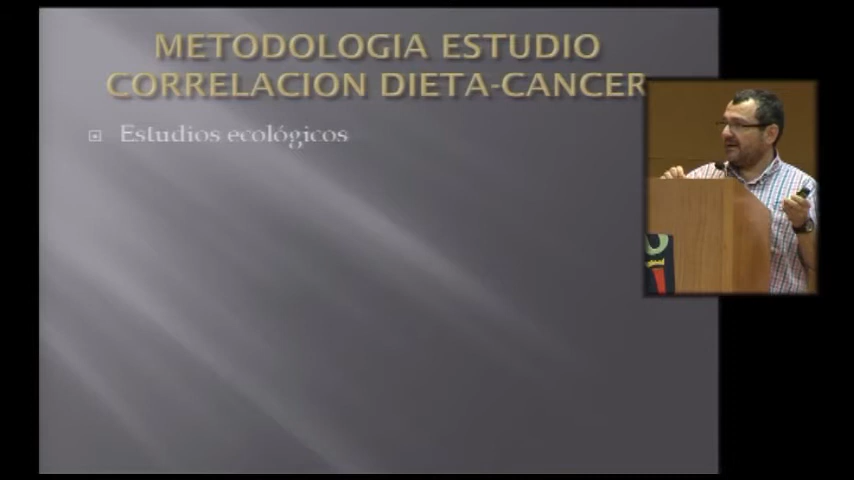 METODOLOGIA ESTUDIO
CORRELACION DIETA-CANCER
Estudios ecológicos